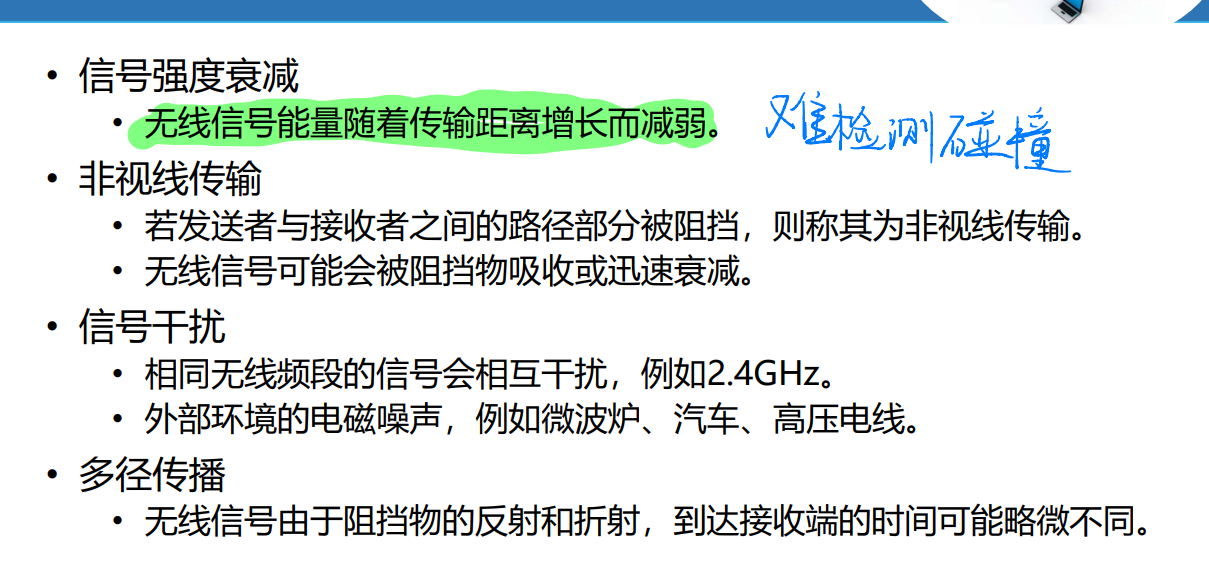 • 信号强度衰减
• 无线信号能量随着传输距离增长而减弱。 难检测碰撞
• 非视线传输
• 若发送者与接收者之间的路径部分被阻挡，则称其为非视线传输。
• 无线信号可能会被阻挡物吸收或迅速衰减。
• 信号干扰
• 相同无线频段的信号会相互干扰，例如2.4GHz。
• 外部环境的电磁噪声，例如微波炉、汽车、高压电线。
• 多径传播
• 无线信号由于阻挡物的反射和折射，到达接收端的时间可能略微不同。